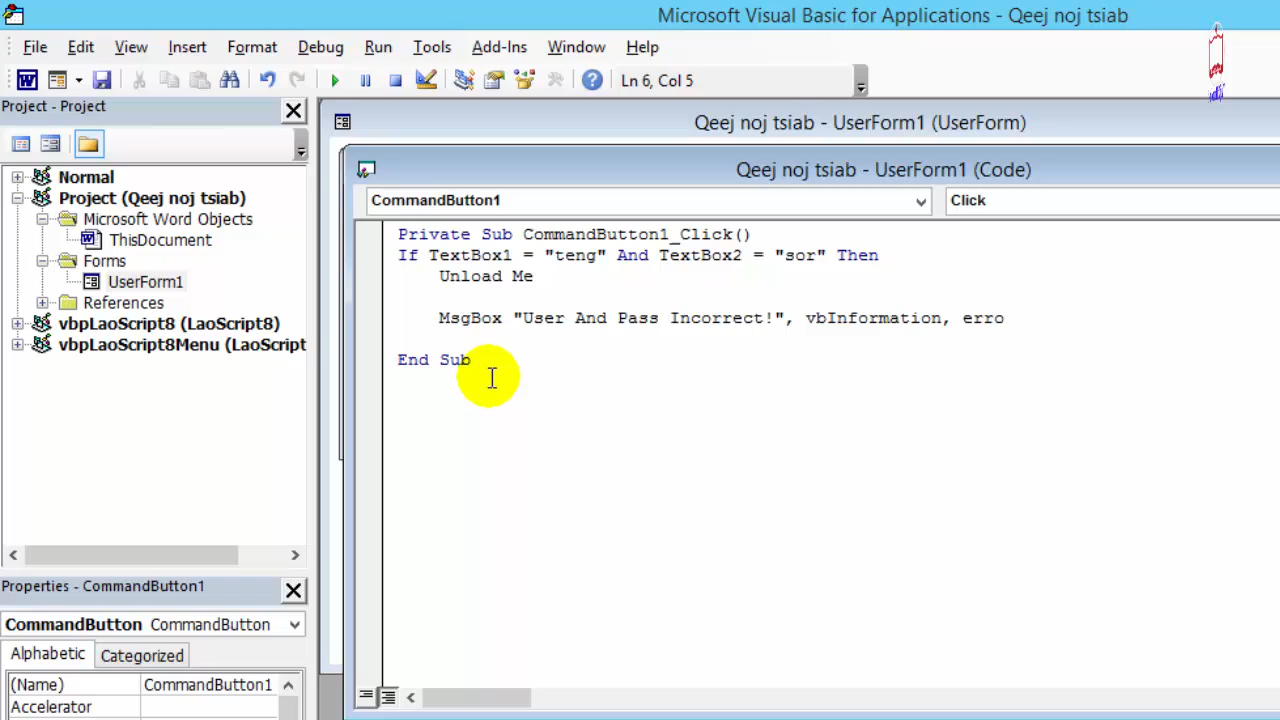 Microsoft Visual Basic for Applications - Qeej noj tsiab
File Edit View Insert Format Debug Run Tools Add-Ins Window Help
Ln 6, Col 5
Project - Project
Normal
Project (Qeej noj tsiab)
Microsoft Word Objects
ThisDocument
Forms
UserForm1
References
vbpLaoScript8 (LaoScript8)
vbpLaoScript8Menu (LaoScript
Properties - CommandButton1
CommandButton CommandButton
Alphabetic Categorized
(Name) CommandButton1
Accelerator
Qeej noj tsiab - UserForm1 (UserForm)
Qeej noj tsiab - UserForm1 (Code)
CommandButton1 Click
Private Sub CommandButton1_Click()
If TextBox1 = "teng" And TextBox2 = "sor" Then
Unload Me
MsgBox "User And Pass Incorrect!", vbInformation, erro
End Sub